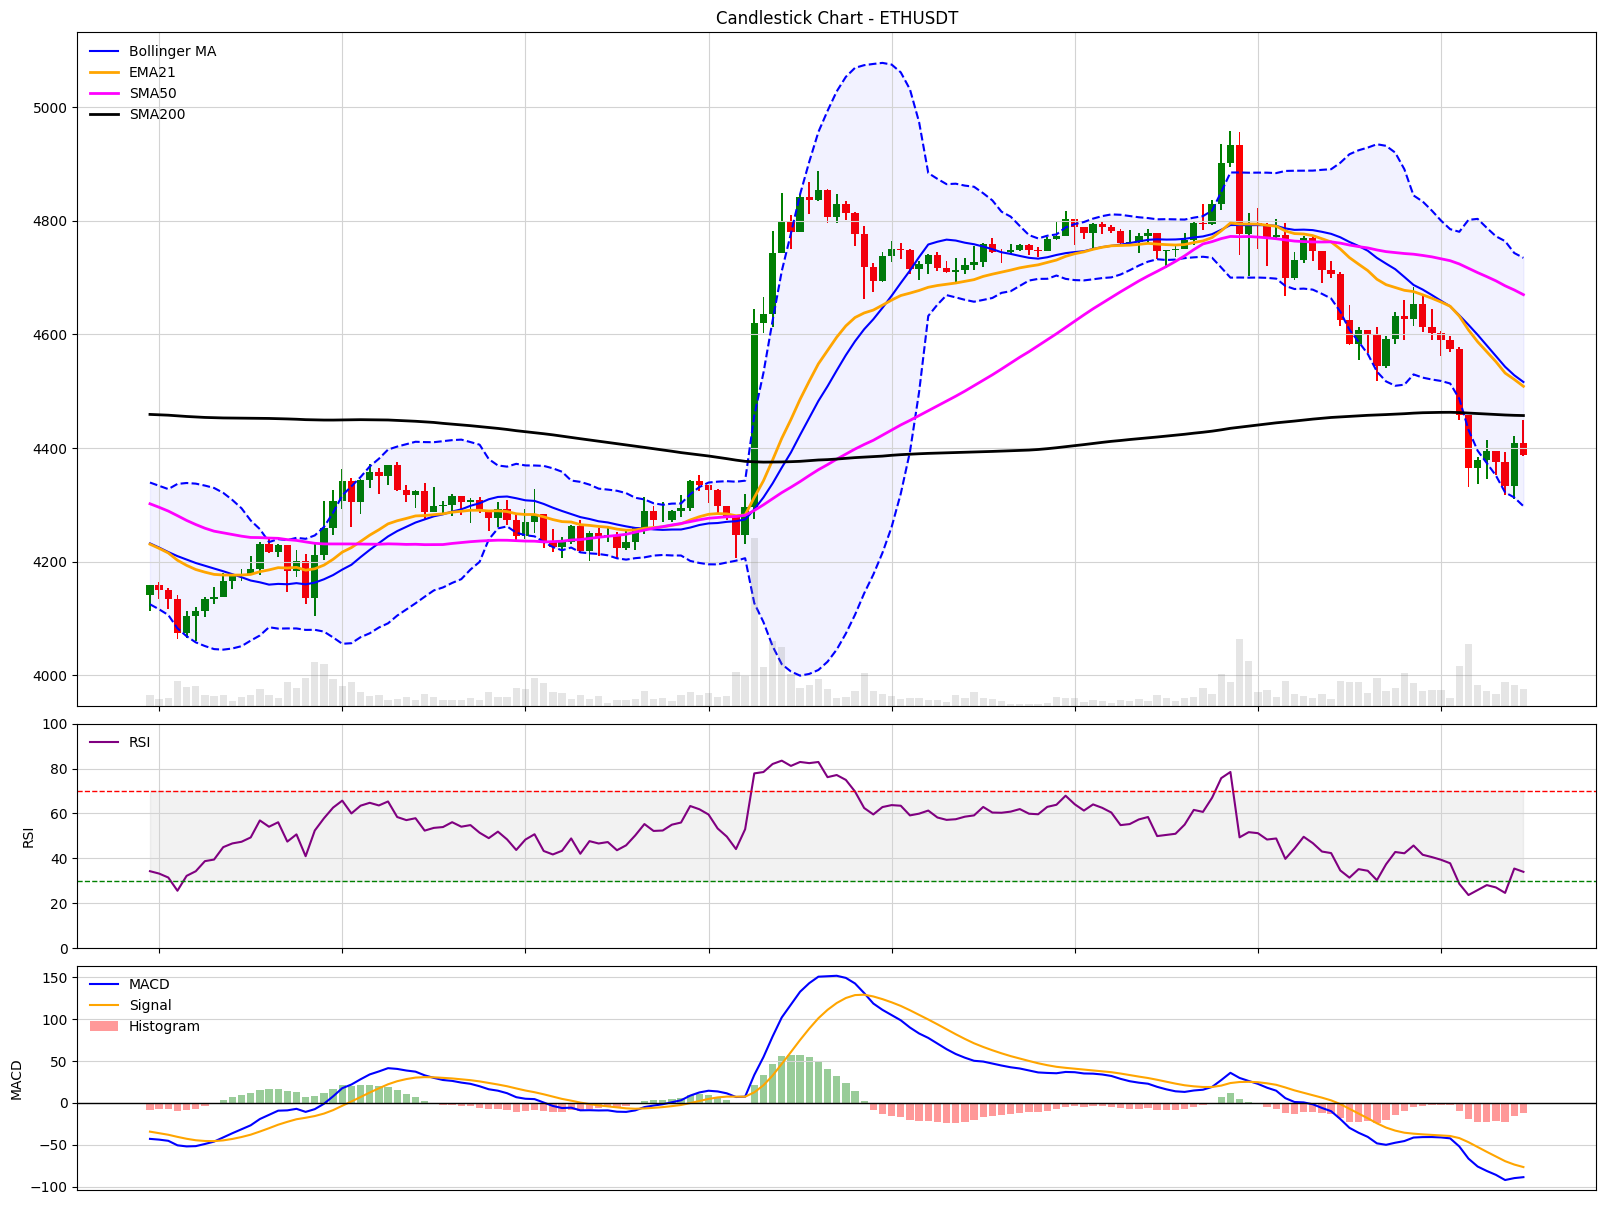 Candlestick Chart - ETHUSDT
Bollinger MA
EMA21
SMA50
SMA200
5000
4800
4600
4400
4200
4000
100
RSI
80
60
RSI
40
20
0
150
MACD
Signal
Histogram
100
50
MACD
0
−50
−100